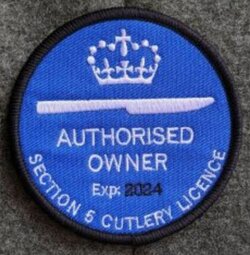 AUTHORISED
OWNER
Exp: 2024
SECTION 5 CUTLERY LICENCE